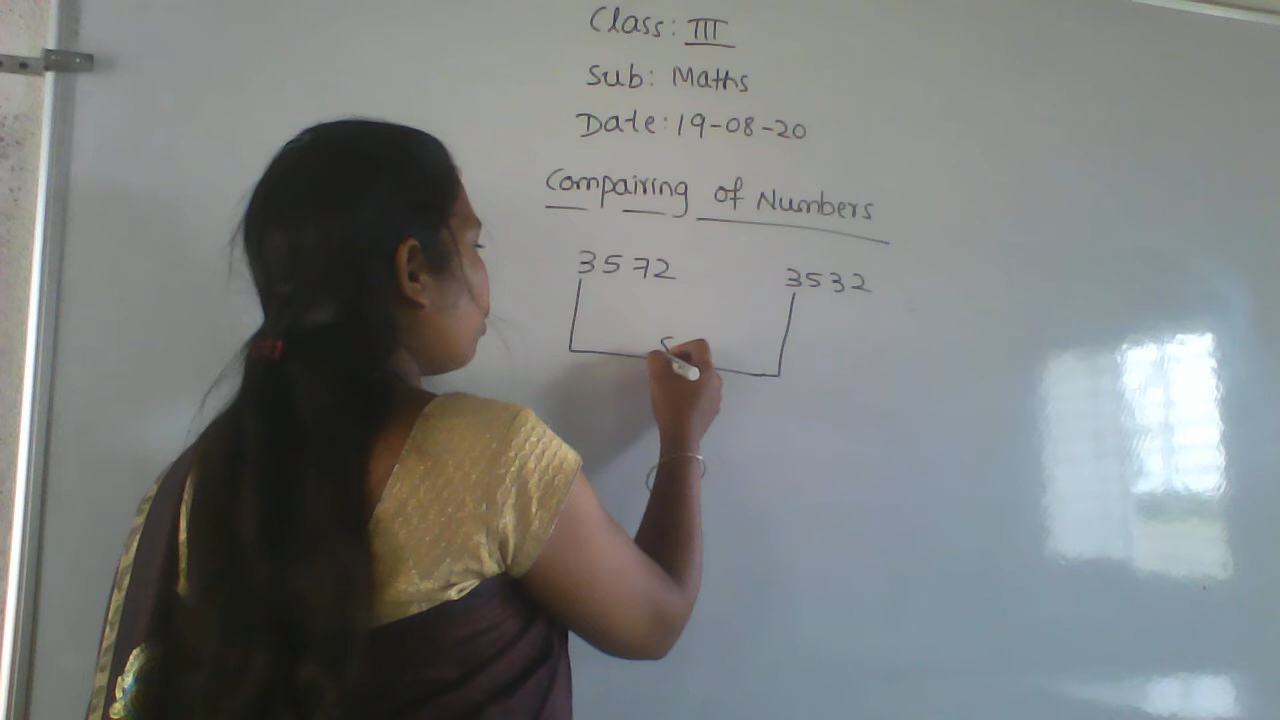 Class: III
Sub: Maths
Date: 19-08-20
Compairing of Numbers
3572 3532